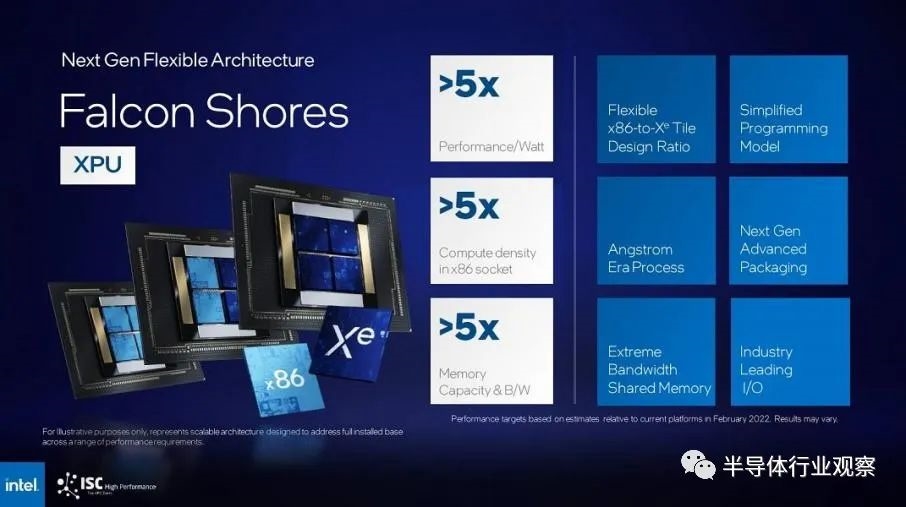 Next Gen Flexible Architecture
Falcon Shores
XPU
x86
Xe
>5x
Performance/Watt
>5x
Compute density
in x86 socket
>5x
Memory
Capacity & B/W
Flexible
x86-to-Xe Tile
Design Ratio
Simplified
Programming
Model
Angstrom
Era Process
Next Gen
Advanced
Packaging
Extreme
Bandwidth
Shared Memory
Industry
Leading
I/O
Performance targets based on estimates relative to current platforms in February 2022. Results may vary.
For Illustrative purposes only, represents scalable architecture designed to address full installed base
across a range of performance requirements.
intel.
ISC High Performance
The HPC Event.
半导体行业观察